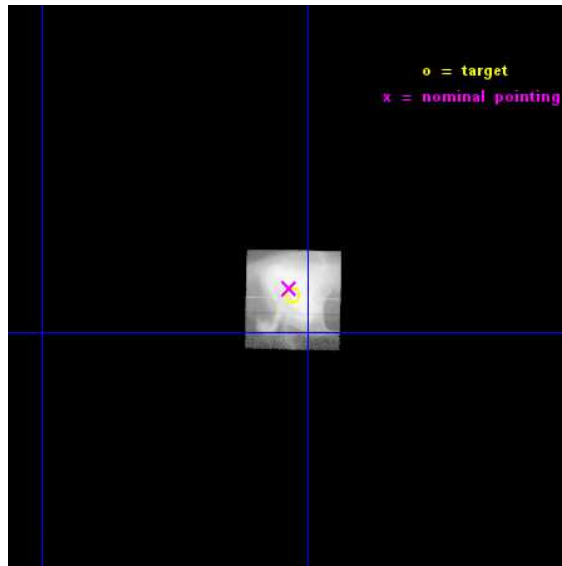 o = target
x = nominal pointing